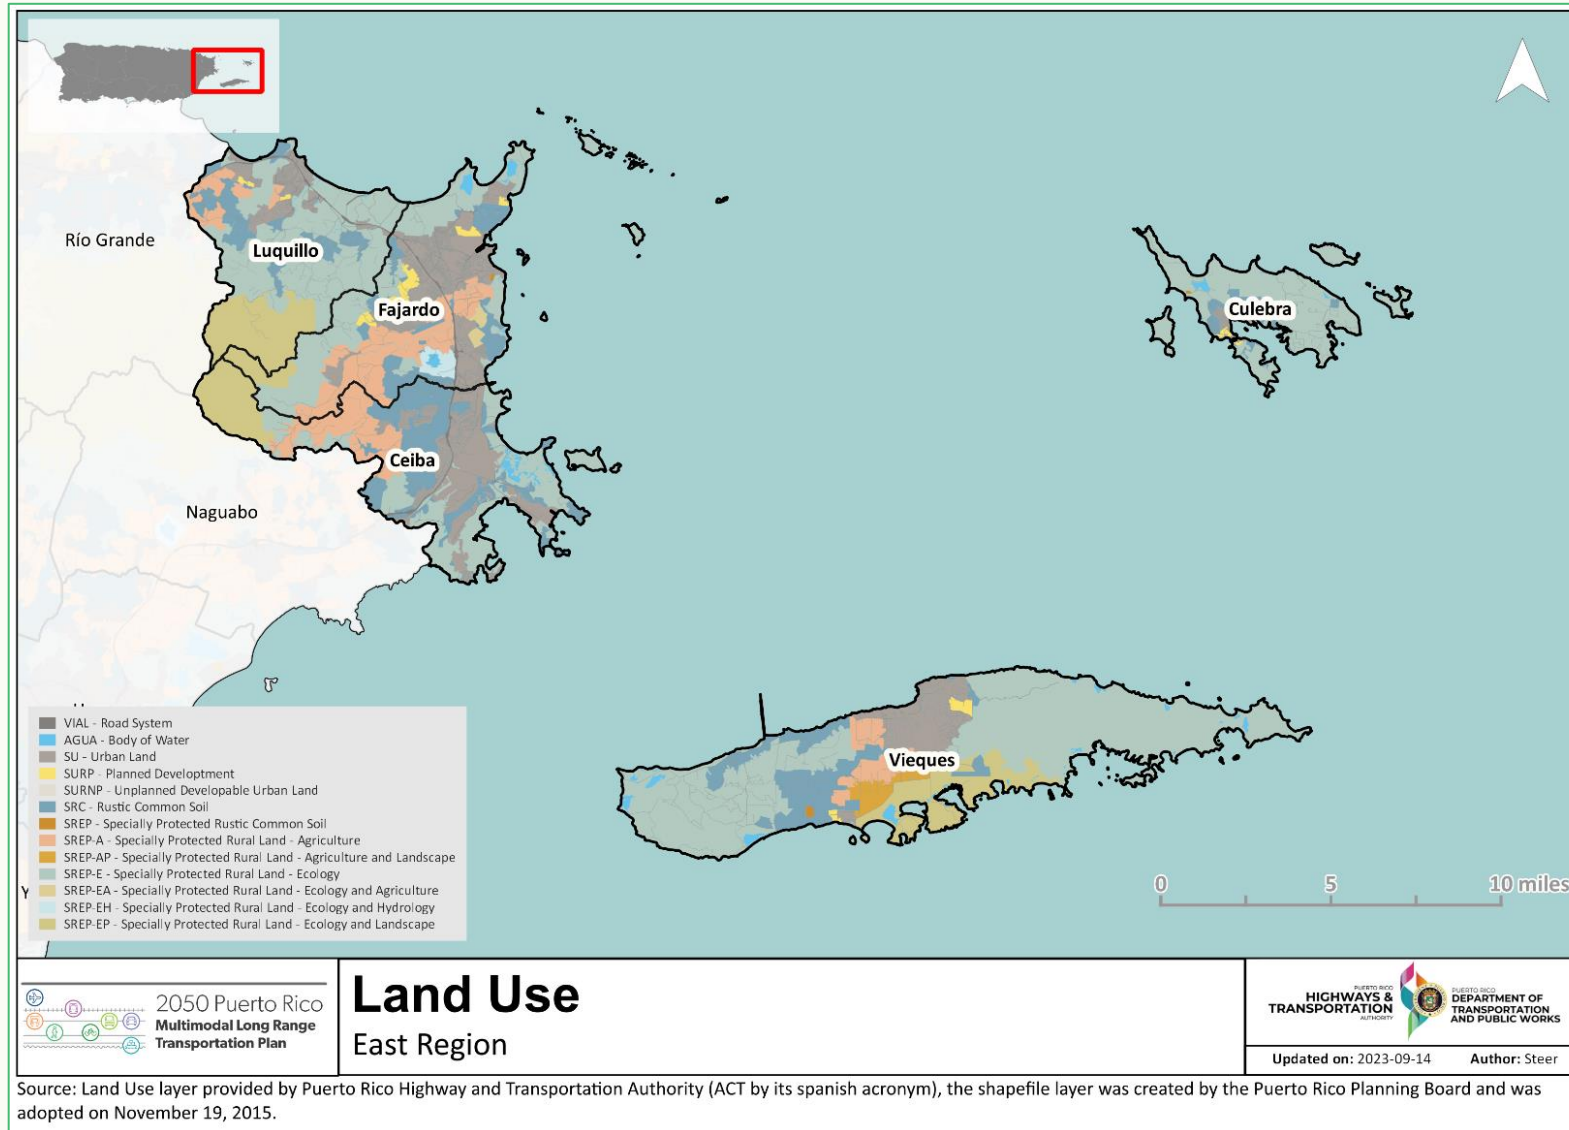 Río Grande
Luquillo
Fajardo
Culebra
Ceiba
Naguabo
Vieques
VIAL - Road System
AGUA - Body of Water
SU - Urban Land
SURP - Planned Developtment
SURNP - Unplanned Developable Urban Land
SRC - Rustic Common Soil
SREP - Specially Protected Rustic Common Soil
SREP-A - Specially Protected Rural Land - Agriculture
SREP-AP - Specially Protected Rural Land - Agriculture and Landscape
SREP-E - Specially Protected Rural Land - Ecology
SREP-EA - Specially Protected Rural Land - Ecology and Agriculture
SREP-EH - Specially Protected Rural Land - Ecology and Hydrology
SREP-EP - Specially Protected Rural Land - Ecology and Landscape
0 5 10 miles
2050 Puerto Rico
Multimodal Long Range
Transportation Plan
Land Use
East Region
PUERTO RICO
HIGHWAYS &
TRANSPORTATION
AUTHORITY
PUERTO RICO
DEPARTMENT OF
TRANSPORTATION
AND PUBLIC WORKS
Updated on: 2023-09-14 Author: Steer
Source: Land Use layer provided by Puerto Rico Highway and Transportation Authority (ACT by its spanish acronym), the shapefile layer was created by the Puerto Rico Planning Board and was
adopted on November 19, 2015.